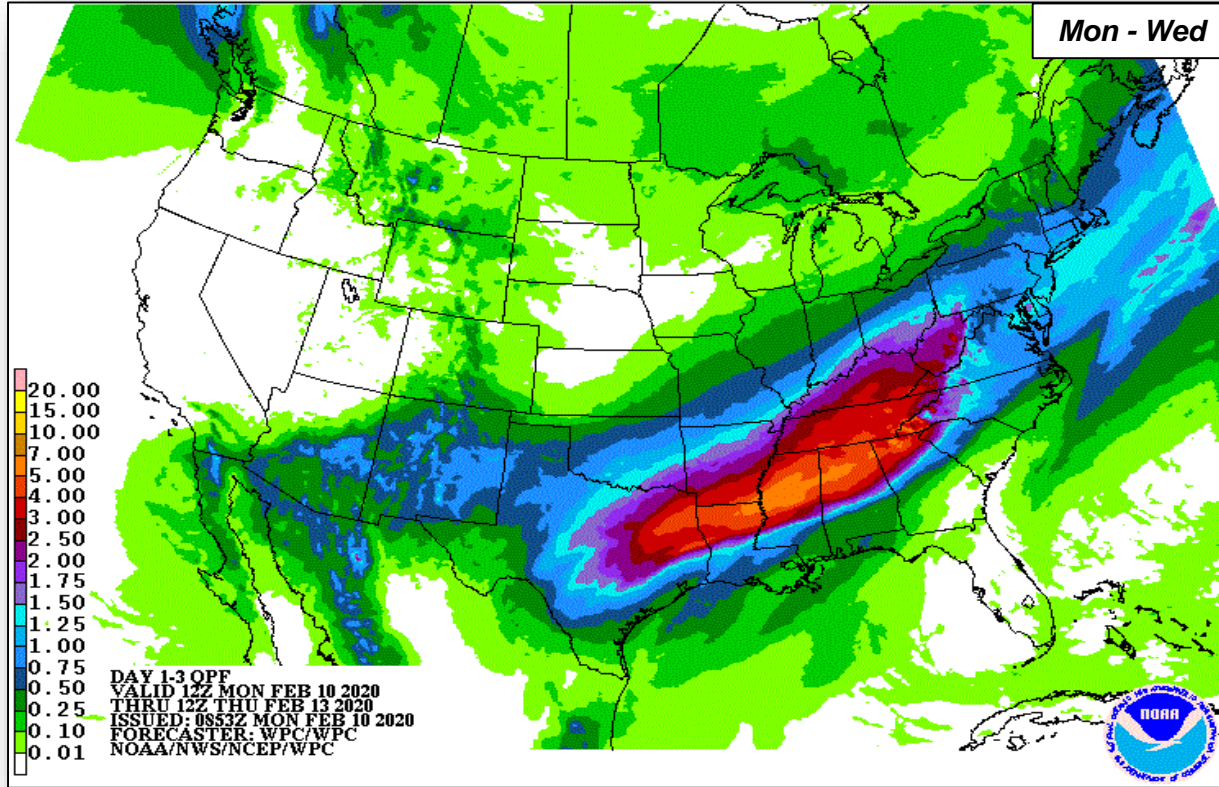 Mon - Wed
20.00
15.00
10.00
7.00
5.00
4.00
3.00
2.50
2.00
1.75
1.50
1.25
1.00
0.75
0.50
0.25
0.10
0.01
DAY 1-3 QPF
VALID 12Z MON FEB 10 2020
THRU 12Z THU FEB 13 2020
ISSUED: 0853Z MON FEB 10 2020
FORECASTER: WPC/WPC
NOAA/NWS/NCEP/WPC
NOAA